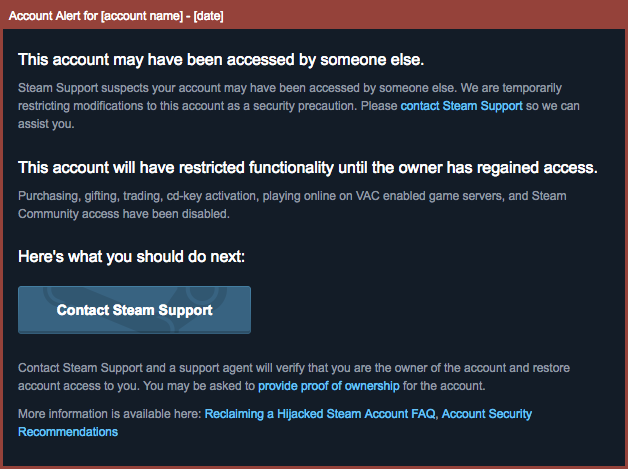 Account Alert for [account name] - [date]
This account may have been accessed by someone else.
Steam Support suspects your account may have been accessed by someone else. We are temporarily
restricting modifications to this account as a security precaution. Please contact Steam Support so we can
assist you.
This account will have restricted functionality until the owner has regained access.
Purchasing, gifting, trading, cd-key activation, playing online on VAC enabled game servers, and Steam
Community access have been disabled.
Here's what you should do next:
Contact Steam Support
Contact Steam Support and a support agent will verify that you are the owner of the account and restore
account access to you. You may be asked to provide proof of ownership for the account.
More information is available here: Reclaiming a Hijacked Steam Account FAQ, Account Security
Recommendations